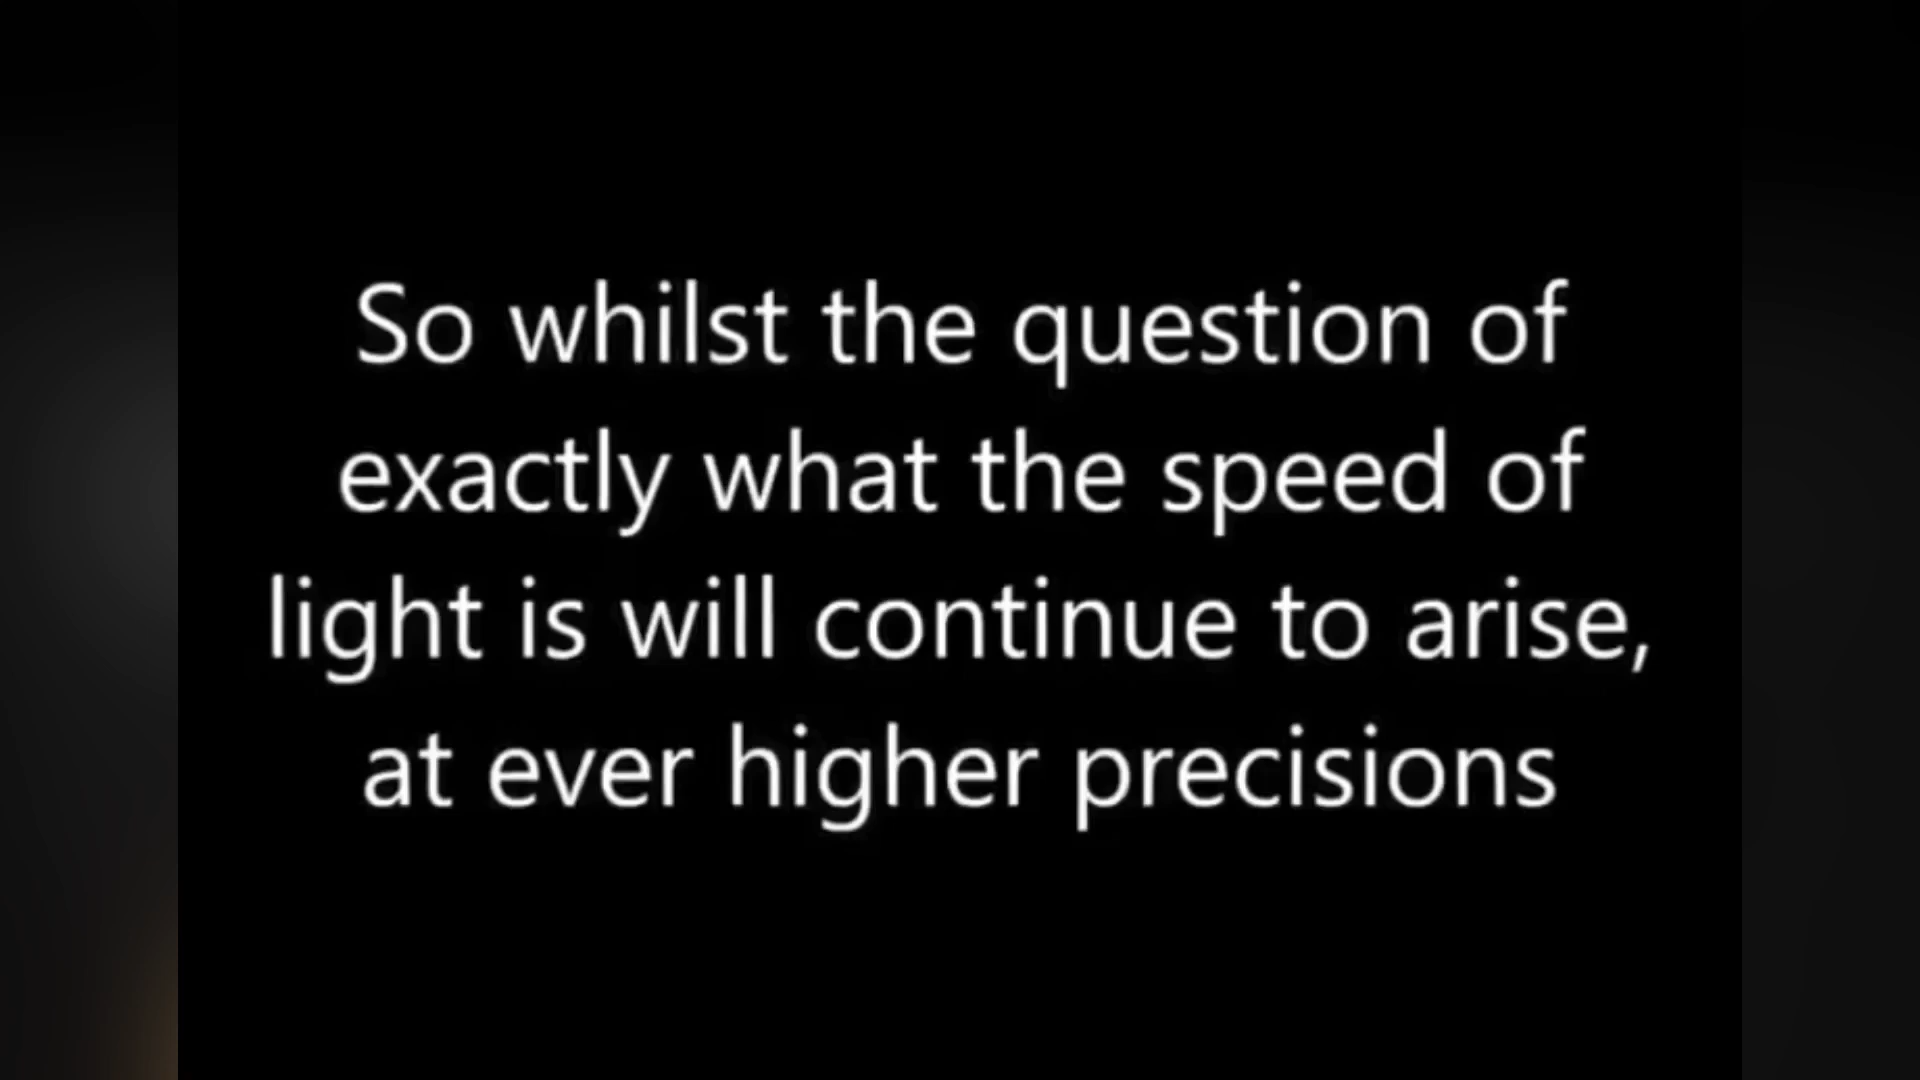 So whilst the question of
exactly what the speed of
light is will continue to arise,
at ever higher precisions